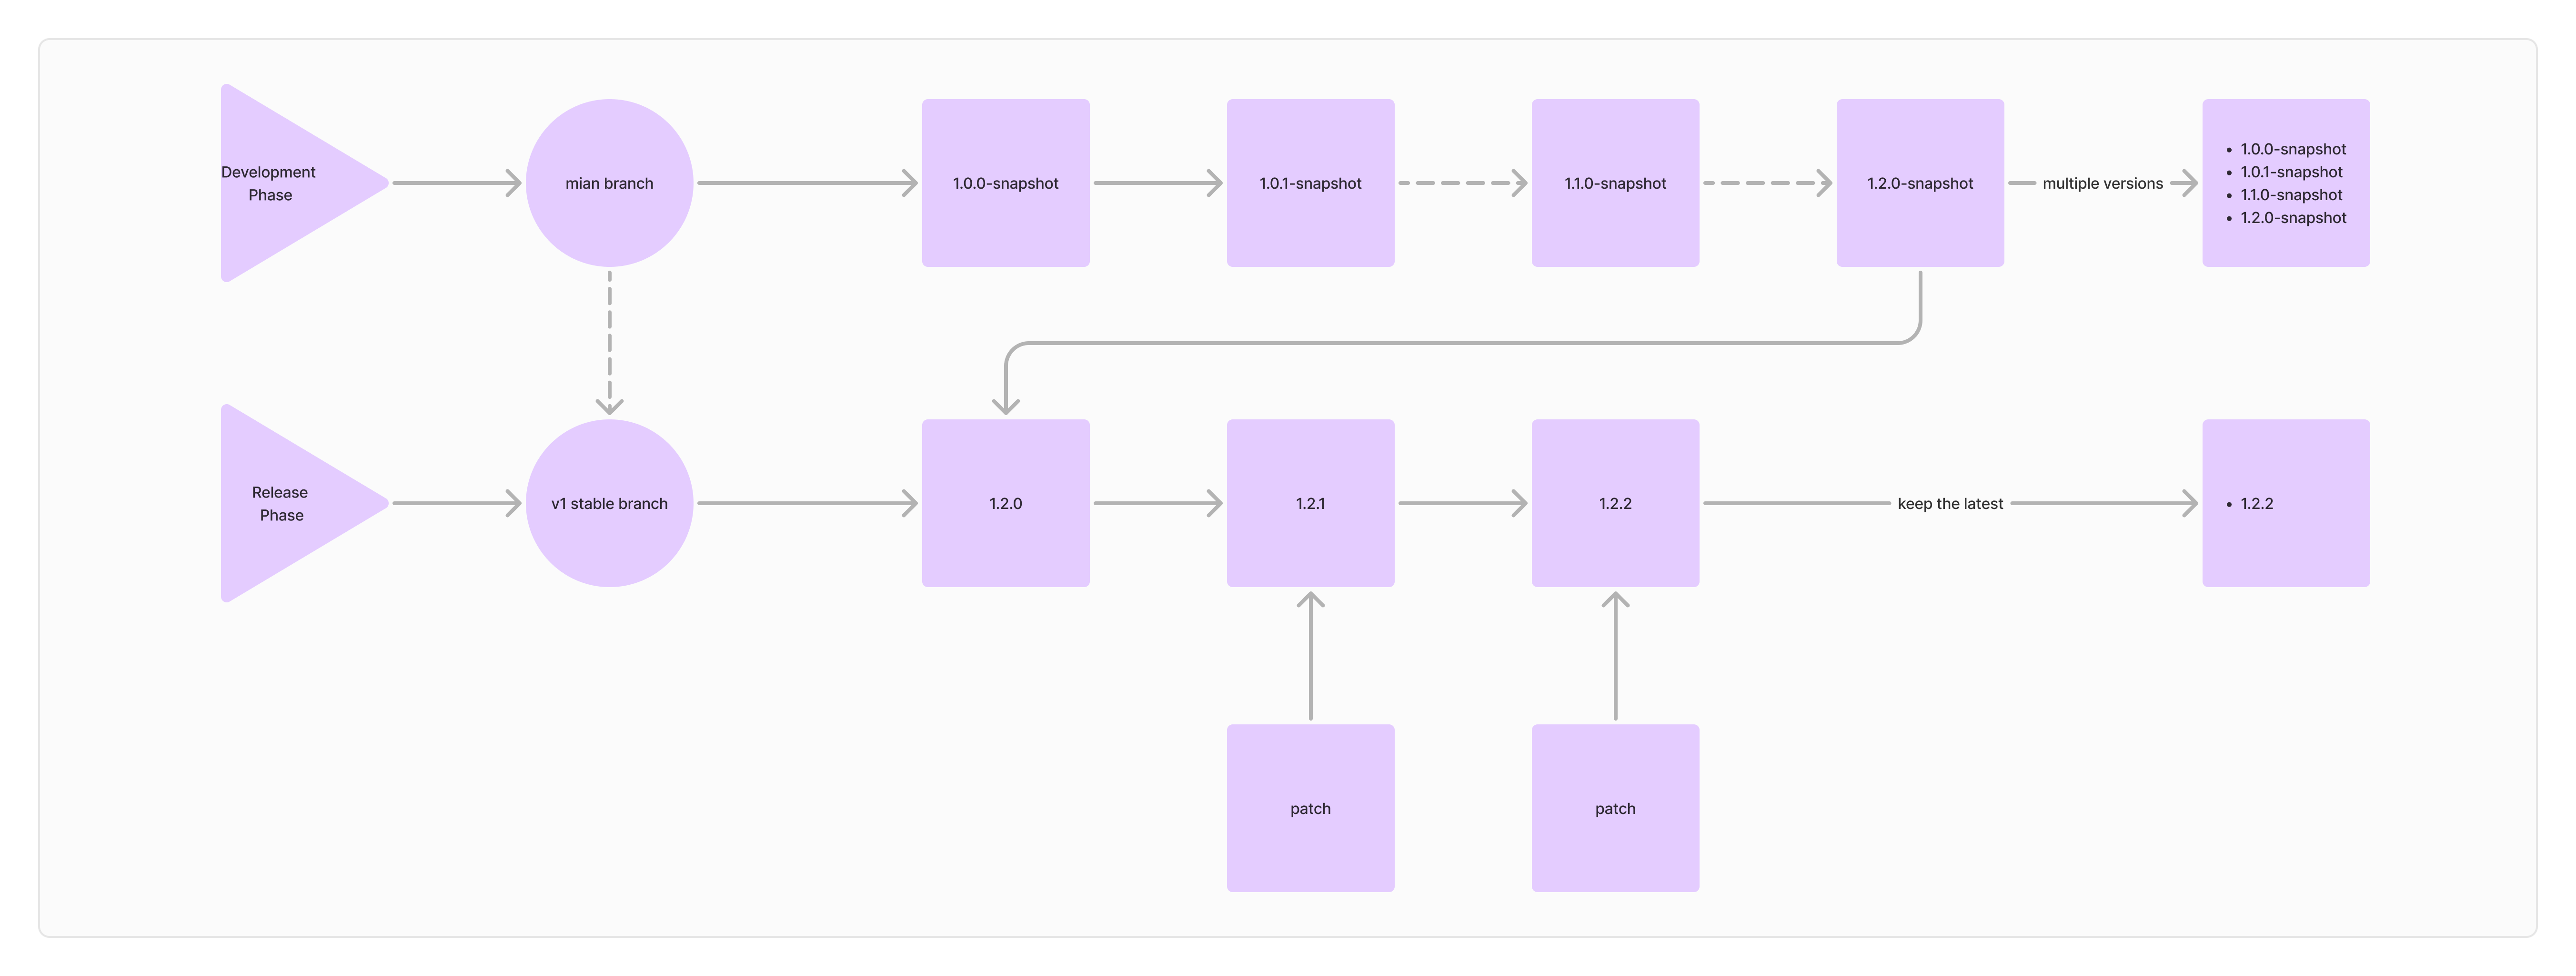 Development
Phase
mian branch
1.0.0-snapshot
1.0.1-snapshot
1.1.0-snapshot
1.2.0-snapshot
multiple versions
• 1.0.0-snapshot
• 1.0.1-snapshot
• 1.1.0-snapshot
• 1.2.0-snapshot
Release
Phase
v1 stable branch
1.2.0
1.2.1
1.2.2
keep the latest
• 1.2.2
patch
patch